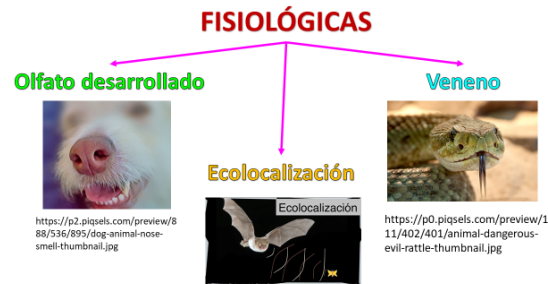 FISIOLÓGICAS
Olfato desarrollado
https://p2.piqsels.com/preview/8
88/536/895/dog-animal-nose-
smell-thumbnail.jpg
Ecolocalización
Ecolocalización
Veneno
https://p0.piqsels.com/preview/1
11/402/401/animal-dangerous-
evil-rattle-thumbnail.jpg